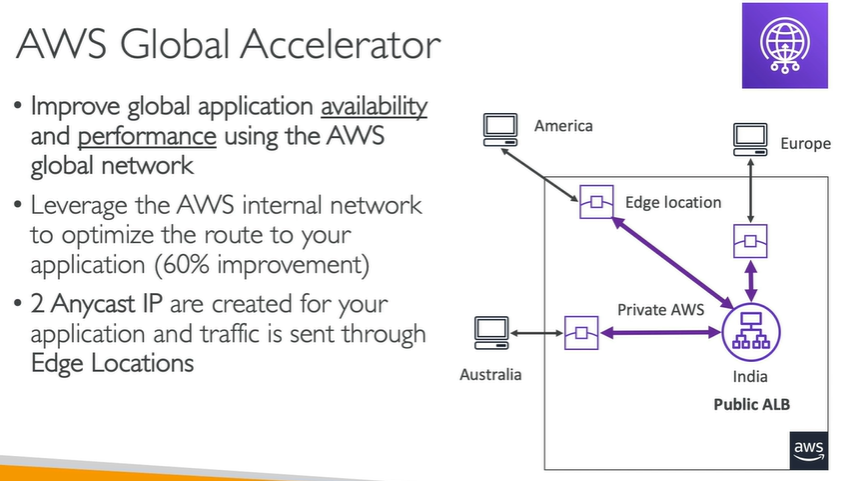 AWS Global Accelerator
• Improve global application availability
and performance using the AWS
global network
• Leverage the AWS internal network
to optimize the route to your
application (60% improvement)
• 2 Anycast IP are created for your
application and traffic is sent through
Edge Locations
America
Europe
Edge location
Private AWS
Australia
India
Public ALB
aws